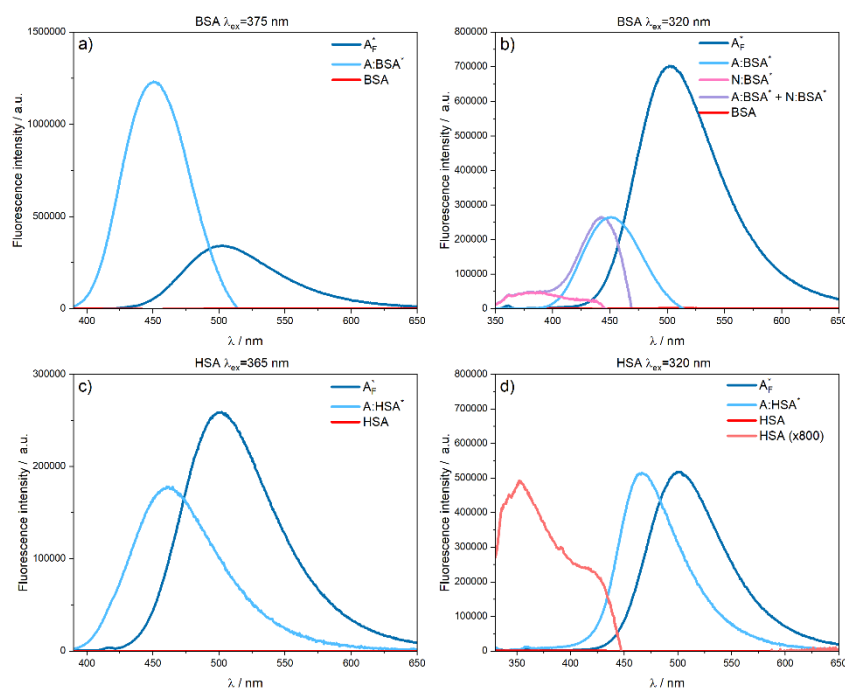 BSA λex=375 nm
a)
A*F
A:BSA*
BSA
Fluorescence intensity / a.u.
1500000
1000000
500000
0
400 450 500 550 600 650
λ / nm
BSA λex=320 nm
b)
A*F
A:BSA*
N:BSA*
A:BSA* + N:BSA*
BSA
Fluorescence intensity / a.u.
800000
700000
600000
500000
400000
300000
200000
100000
0
350 400 450 500 550 600 650
λ / nm
HSA λex=365 nm
c)
A*F
A:HSA*
HSA
Fluorescence intensity / a.u.
300000
250000
200000
150000
100000
50000
0
400 450 500 550 600 650
λ / nm
HSA λex=320 nm
d)
A*F
A:HSA*
HSA
HSA (x800)
Fluorescence intensity / a.u.
800000
700000
600000
500000
400000
300000
200000
100000
0
350 400 450 500 550 600 650
λ / nm